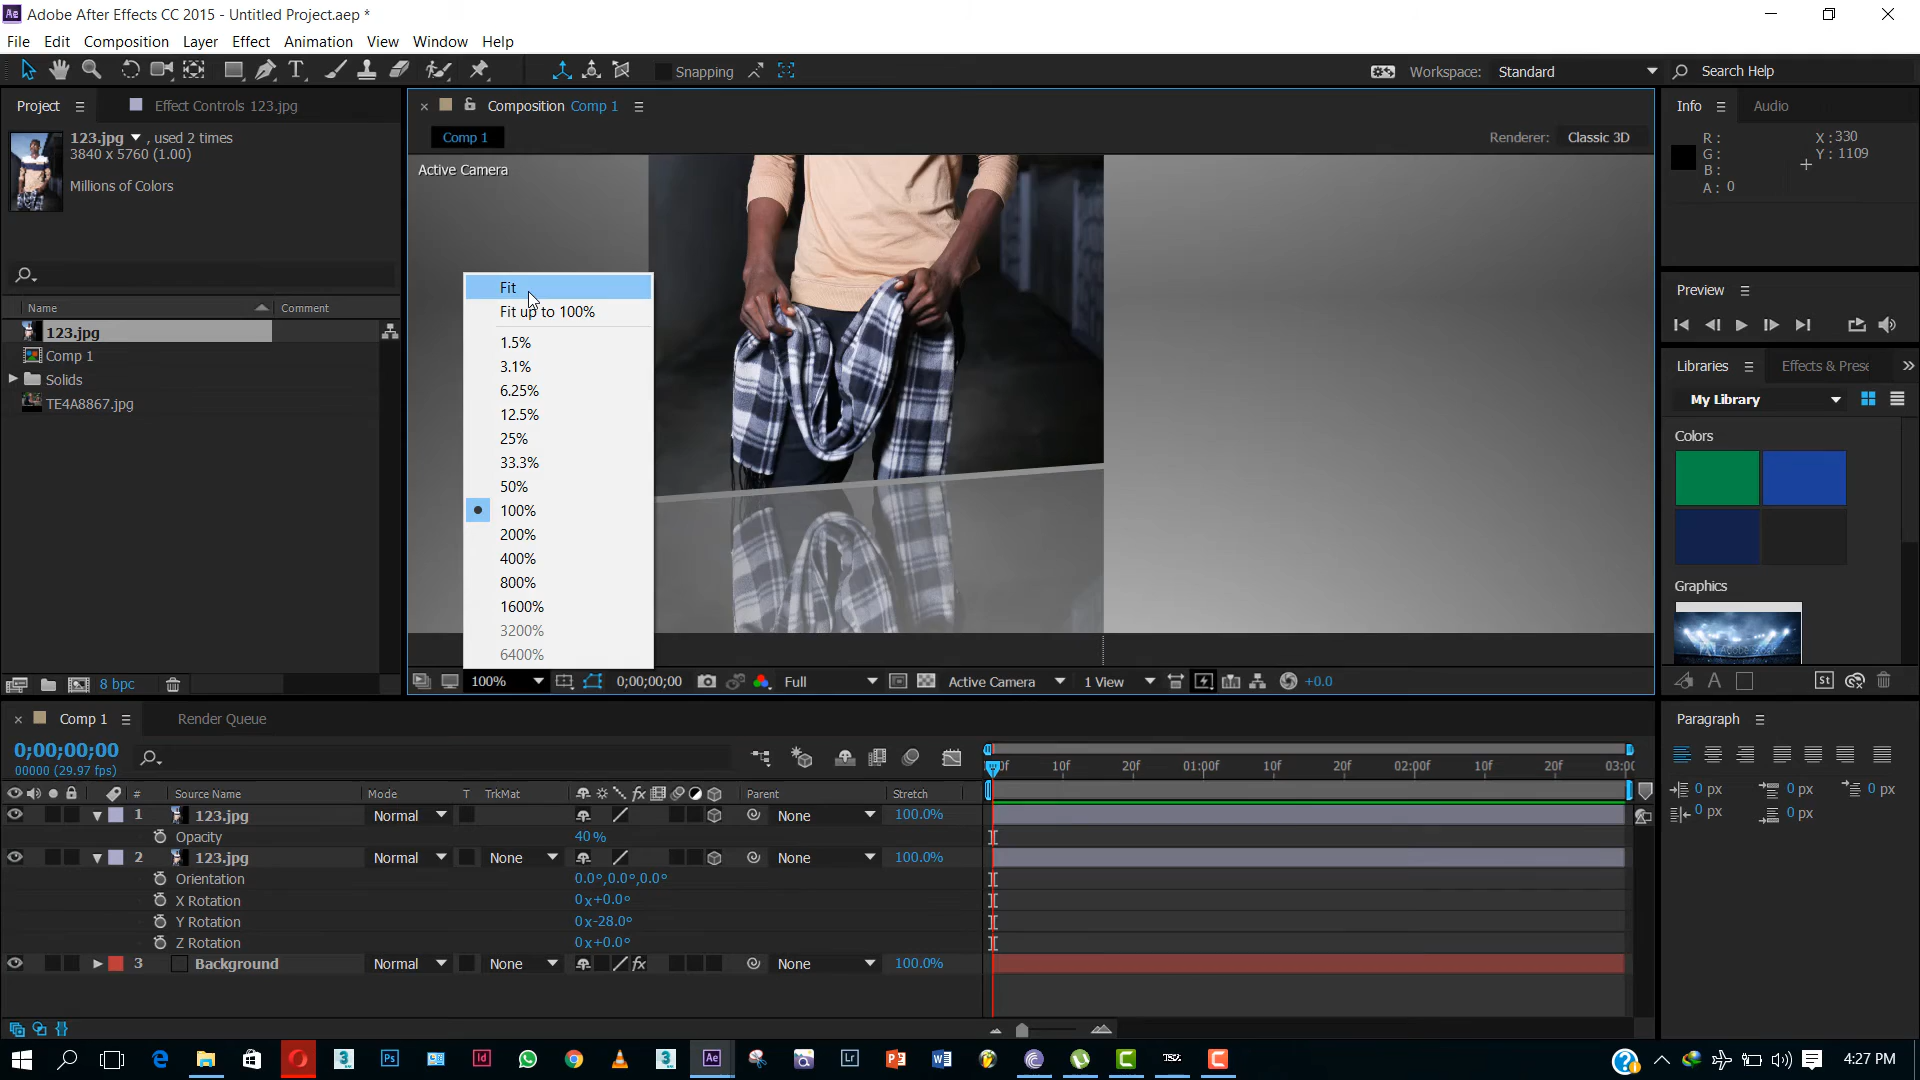 Adobe After Effects CC 2015 - Untitled Project.aep *
File Edit Composition Layer Effect Animation View Window Help
Snapping
Workspace: Standard
Search Help
Project
Effect Controls 123.jpg
123.jpg , used 2 times
3840 x 5760 (1.00)
Millions of Colors
Name
Comment
123.jpg
Comp 1
Solids
TE4A8867.jpg
8 bpc
Composition Comp 1
Comp 1
Renderer: Classic 3D
Active Camera
Fit
Fit up to 100%
1.5%
3.1%
6.25%
12.5%
25%
33.3%
50%
100%
200%
400%
800%
1600%
3200%
6400%
100%
0;00;00;00
Full
Active Camera
1 View
+0.0
Info
Audio
R :
G :
B :
A : 0
X : 330
Y : 1109
Preview
Libraries
Effects & Prese
My Library
Colors
Graphics
Adobe Stock
Paragraph
0 px
0 px
0 px
0 px
0 px
Comp 1
Render Queue
0;00;00;00
00000 (29.97 fps)
# Source Name Mode T TrkMat Parent Stretch
10f 20f 01:00f 10f 20f 02:00f 10f 20f 03:0
1 123.jpg Normal None 100.0%
Opacity 40 %
2 123.jpg Normal None None 100.0%
Orientation 0.0°,0.0°,0.0°
X Rotation 0x+0.0°
Y Rotation 0x-28.0°
Z Rotation 0x+0.0°
3 Background Normal None None 100.0%
4:27 PM